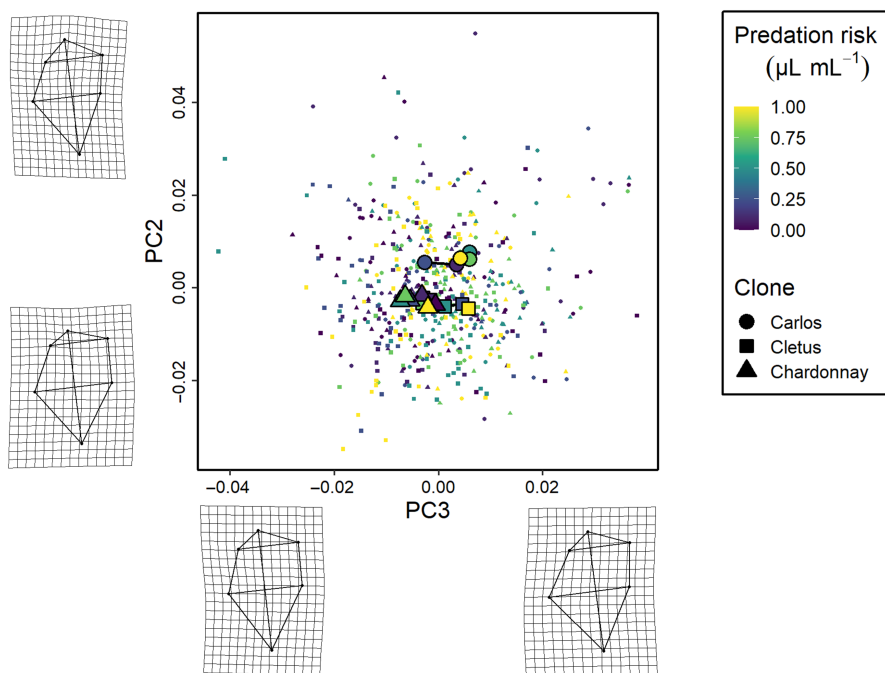 0.04
0.02
0.00
−0.02
PC2
−0.04
−0.02
0.00
0.02
PC3
Predation risk
(µL mL⁻¹)
1.00
0.75
0.50
0.25
0.00
Clone
Carlos
Cletus
Chardonnay